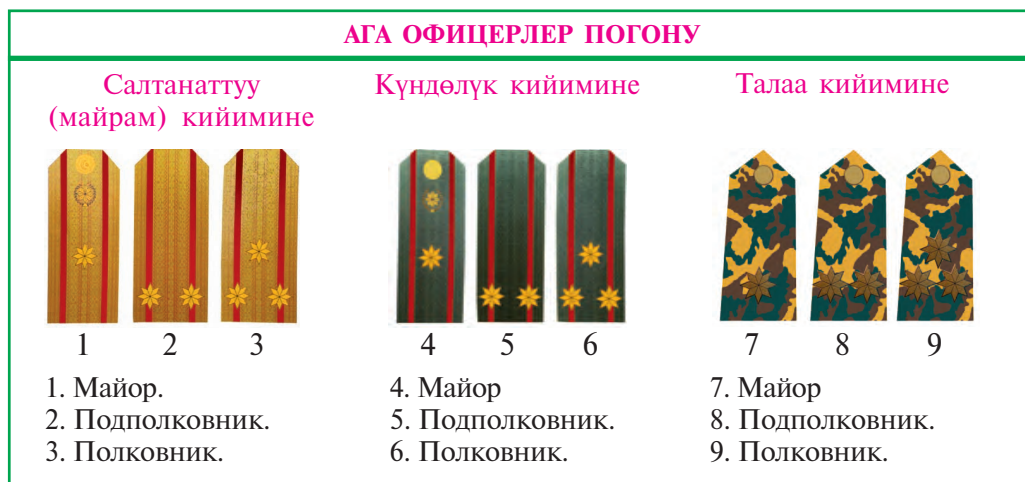 АГА ОФИЦЕРЛЕР ПОГОНУ
Салтанаттуу
(майрам) кийимине
1 2 3
1. Майор.
2. Подполковник.
3. Полковник.
Күндөлүк кийимине
4 5 6
4. Майор
5. Подполковник.
6. Полковник.
Талаа кийимине
7 8 9
7. Майор
8. Подполковник.
9. Полковник.